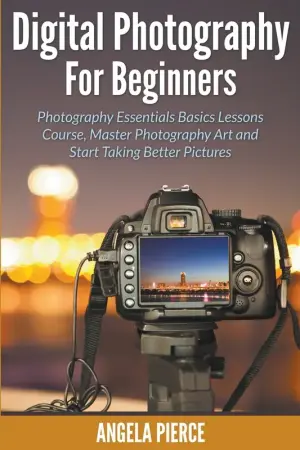 Digital Photography
For Beginners
Photography Essentials Basics Lessons
Course, Master Photography Art and
Start Taking Better Pictures
ANGELA PIERCE